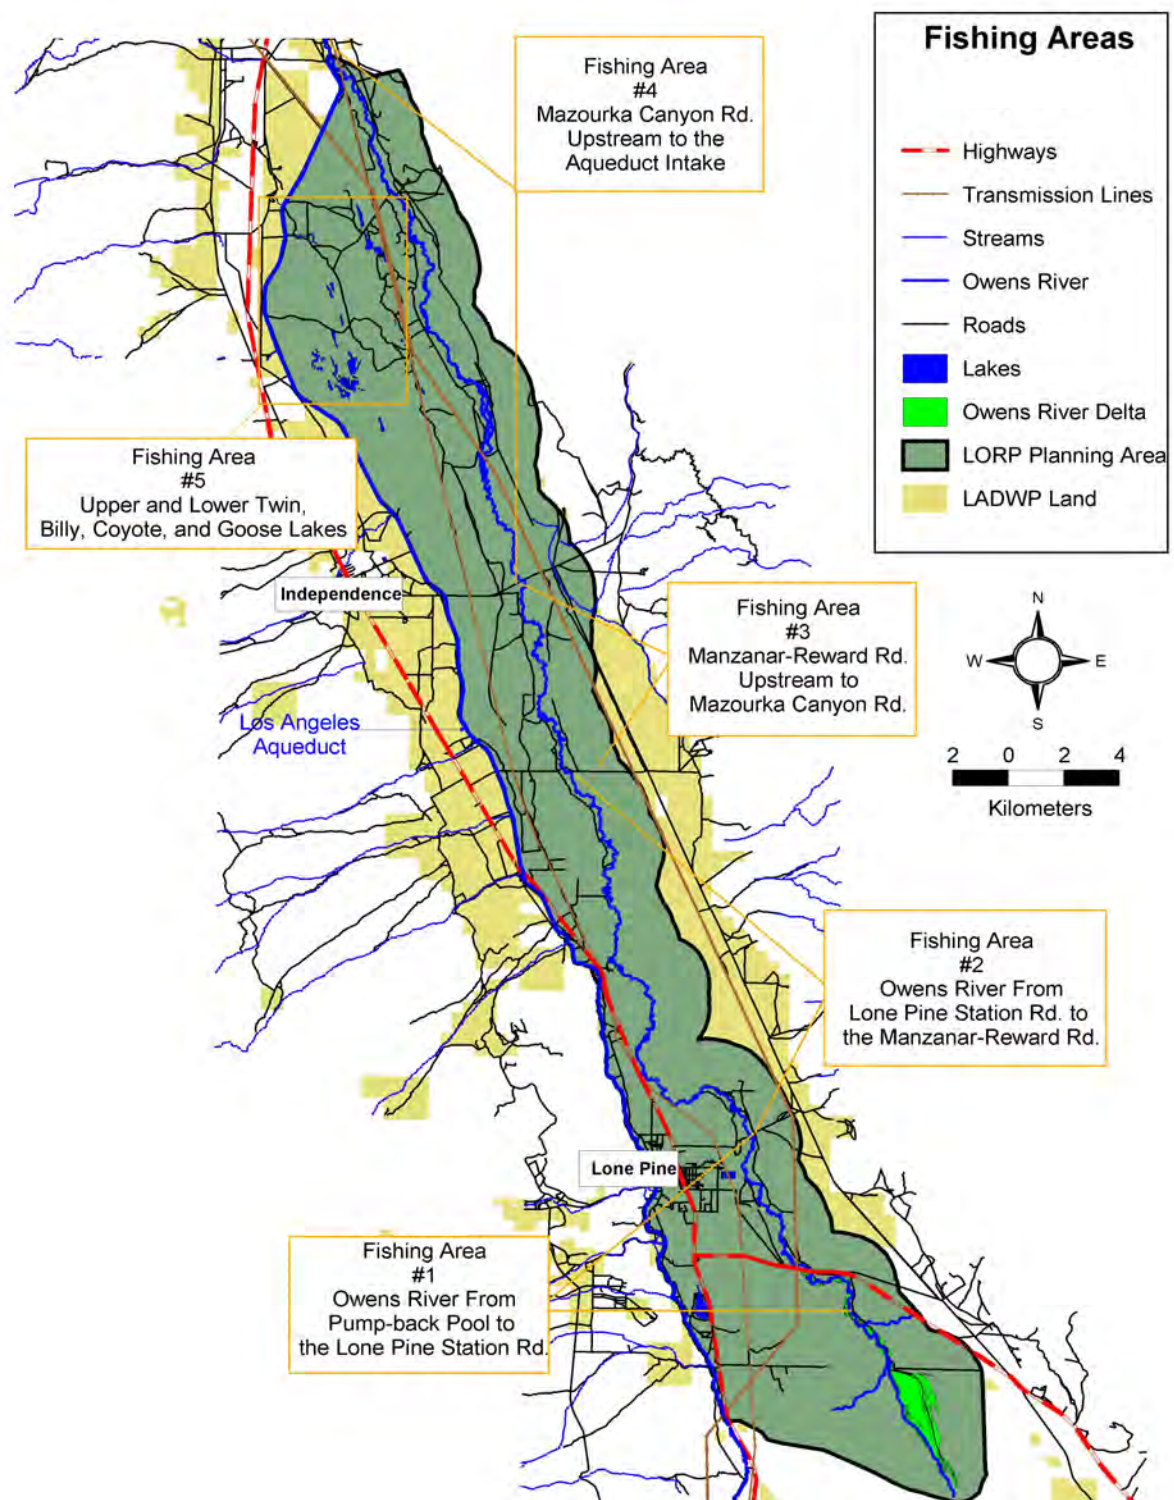 Fishing Areas
Highways
Transmission Lines
Streams
Owens River
Roads
Lakes
Owens River Delta
LORP Planning Area
LADWP Land
Fishing Area
#4
Mazourka Canyon Rd.
Upstream to the
Aqueduct Intake
Fishing Area
#5
Upper and Lower Twin,
Billy, Coyote, and Goose Lakes
Independence
Fishing Area
#3
Manzanar-Reward Rd.
Upstream to
Mazourka Canyon Rd.
N
W E
S
2 0 2 4
Kilometers
Los Angeles
Aqueduct
Fishing Area
#2
Owens River From
Lone Pine Station Rd. to
the Manzanar-Reward Rd.
Lone Pine
Fishing Area
#1
Owens River From
Pump-back Pool to
the Lone Pine Station Rd.